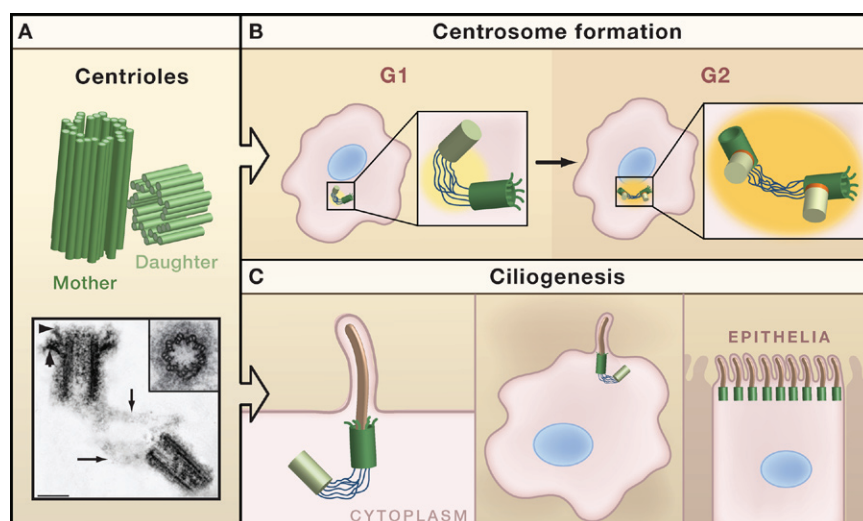 A
Centrioles
Mother
Daughter
B
Centrosome formation
G1
G2
C
Ciliogenesis
CYTOPLASM
EPITHELIA